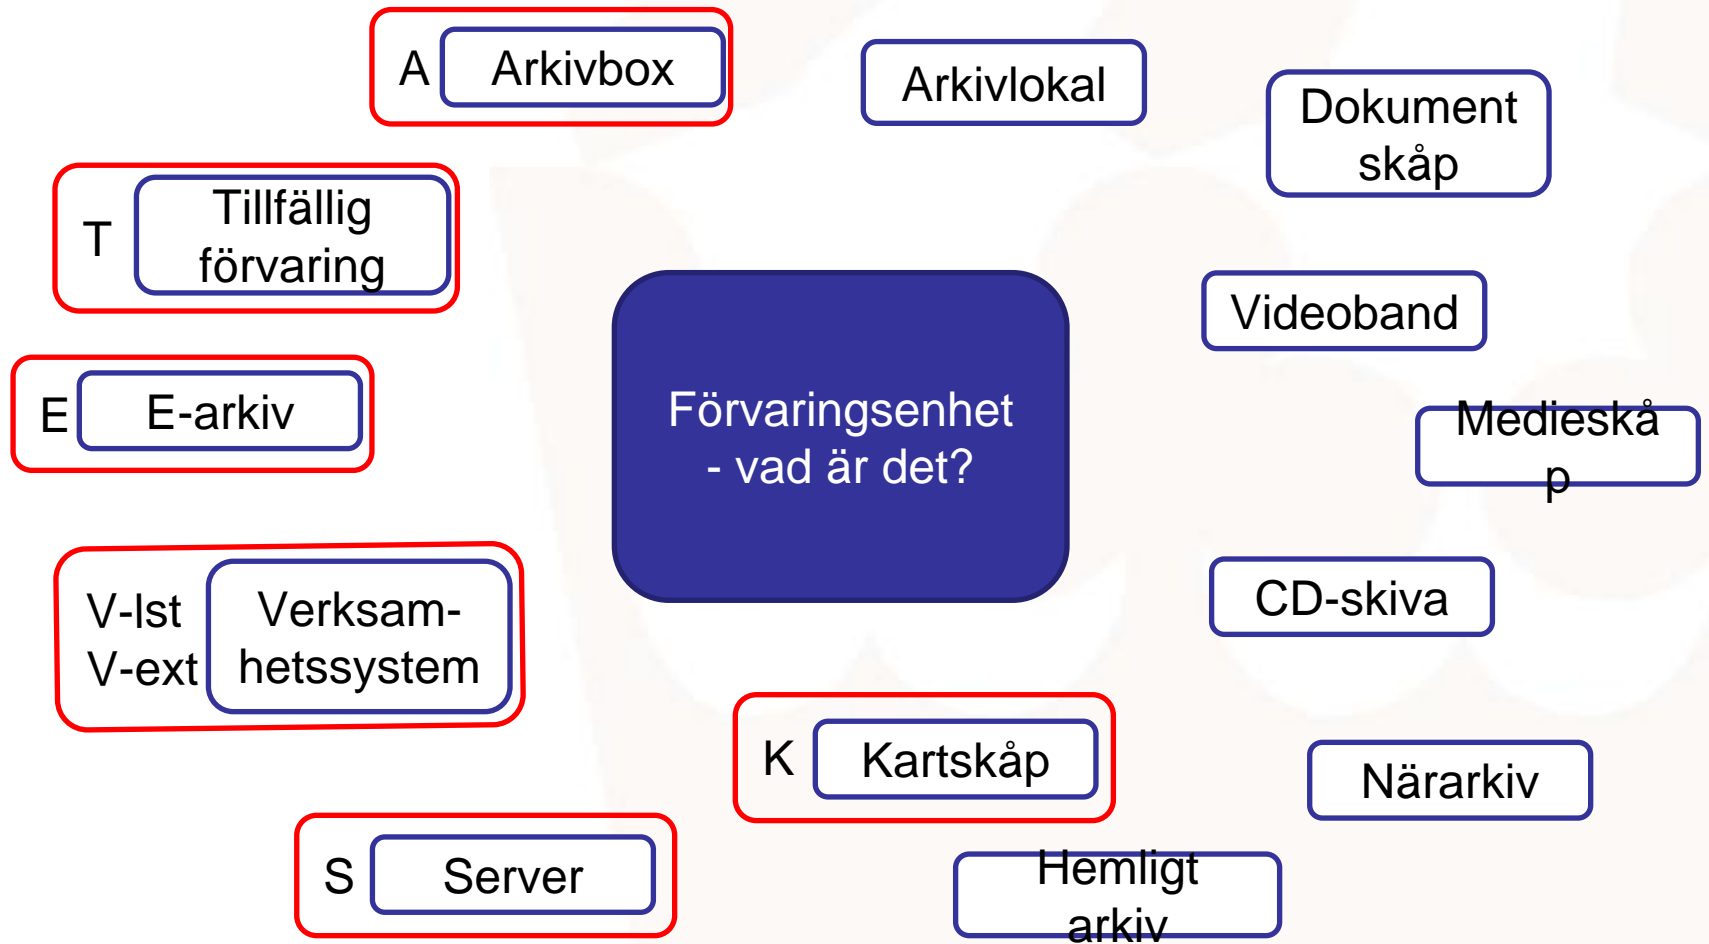 A
Arkivbox
Arkivlokal
Dokument
skåp
T
Tillfällig
förvaring
Videoband
E
E-arkiv
Förvaringsenhet
- vad är det?
Medieskå
p
V-Ist
V-ext
Verksam-
hetssystem
CD-skiva
K
Kartskåp
Närarkiv
S
Server
Hemligt
arkiv